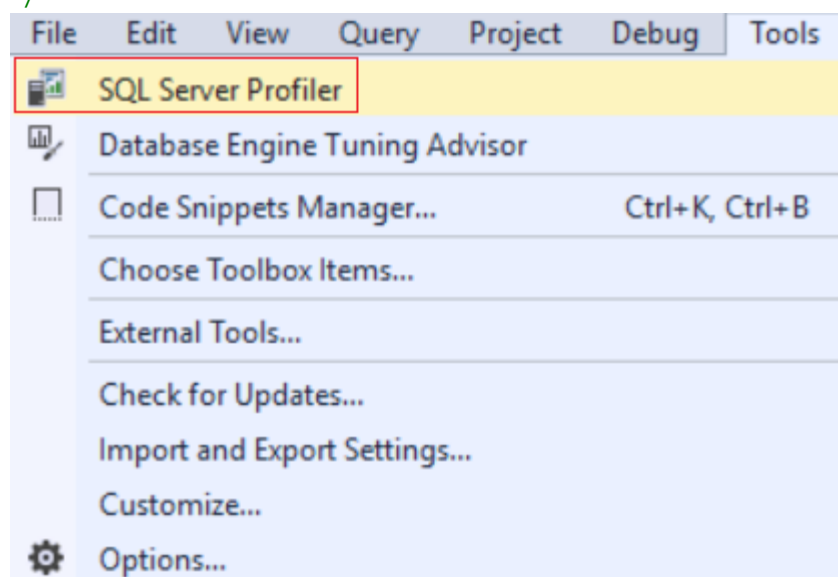 File Edit View Query Project Debug Tools
SQL Server Profiler
Database Engine Tuning Advisor
Code Snippets Manager... Ctrl+K, Ctrl+B
Choose Toolbox Items...
External Tools...
Check for Updates...
Import and Export Settings...
Customize...
Options...